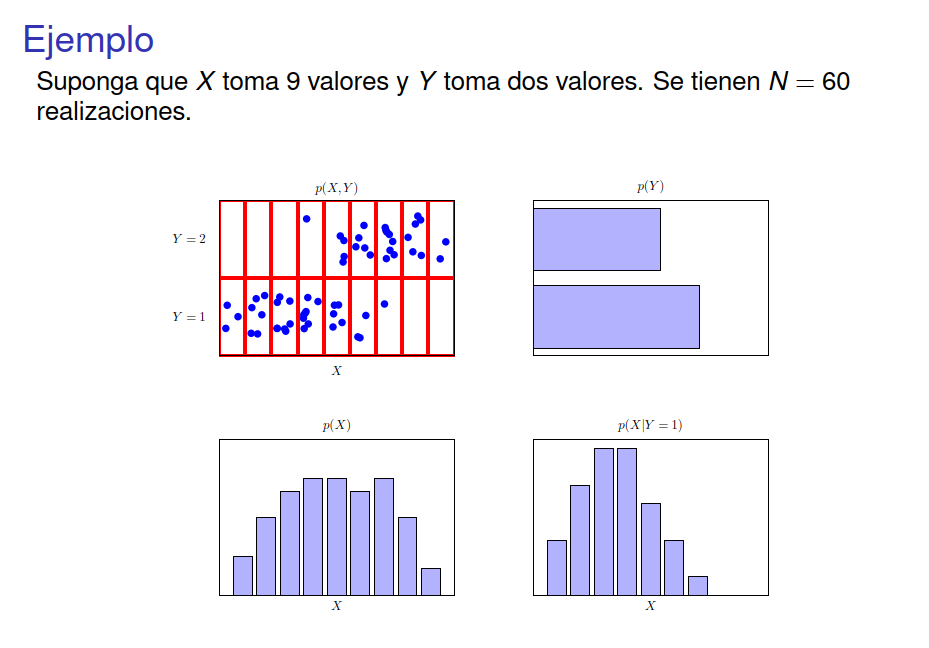 Ejemplo
Suponga que X toma 9 valores y Y toma dos valores. Se tienen N = 60
realizaciones.
p(X, Y)
p(Y)
Y = 2
Y = 1
X
p(X)
p(X|Y = 1)
X
X